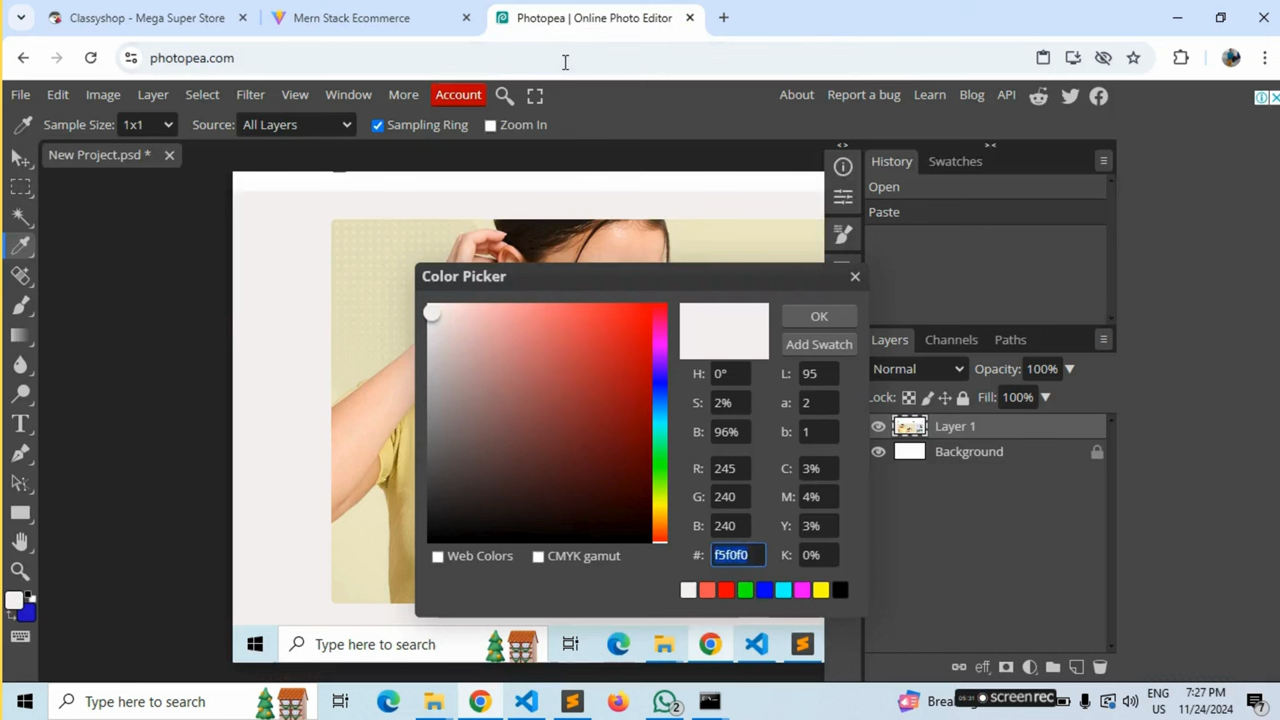 Classyshop - Mega Super Store
Mern Stack Ecommerce
Photopea | Online Photo Editor
photopea.com
File Edit Image Layer Select Filter View Window More Account About Report a bug Learn Blog API
Sample Size: 1x1 Source: All Layers Sampling Ring Zoom In
New Project.psd *
History Swatches
Open
Paste
Color Picker
OK
Add Swatch
H: 0° L: 95
S: 2% a: 2
B: 96% b: 1
R: 245 C: 3%
G: 240 M: 4%
B: 240 Y: 3%
#: f5f0f0 K: 0%
Web Colors CMYK gamut
Layers Channels Paths
Normal Opacity: 100%
Lock: Fill: 100%
Layer 1
Background
eff
Type here to search
Type here to search
2
screenrec
ENG
US
7:27 PM
11/24/2024
7